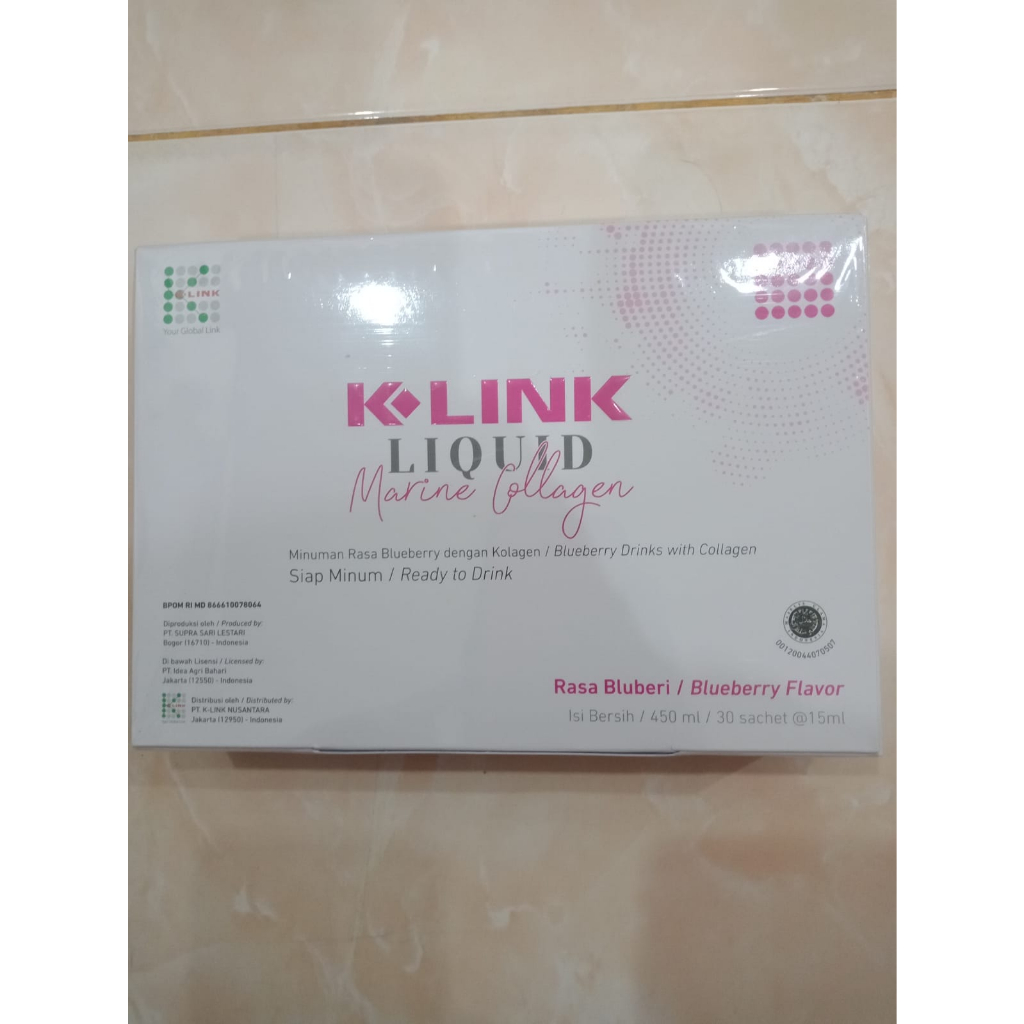 K-LINK
Your Global Link
K-LINK
LIQUID
Marine Collagen
Minuman Rasa Blueberry dengan Kolagen / Blueberry Drinks with Collagen
Siap Minum / Ready to Drink
BPOM RI MD 866610078064
Diproduksi oleh / Produced by:
PT. SUPRA SARI LESTARI
Bogor (16710) - Indonesia
Di bawah Lisensi / Licensed by:
PT. Idea Agri Bahari
Jakarta (12550) - Indonesia
K-LINK
Distribusi oleh / Distributed by:
PT. K-LINK NUSANTARA
Jakarta (12950) - Indonesia
00120044070507
Rasa Bluberi / Blueberry Flavor
Isi Bersih / 450 ml / 30 sachet @15ml